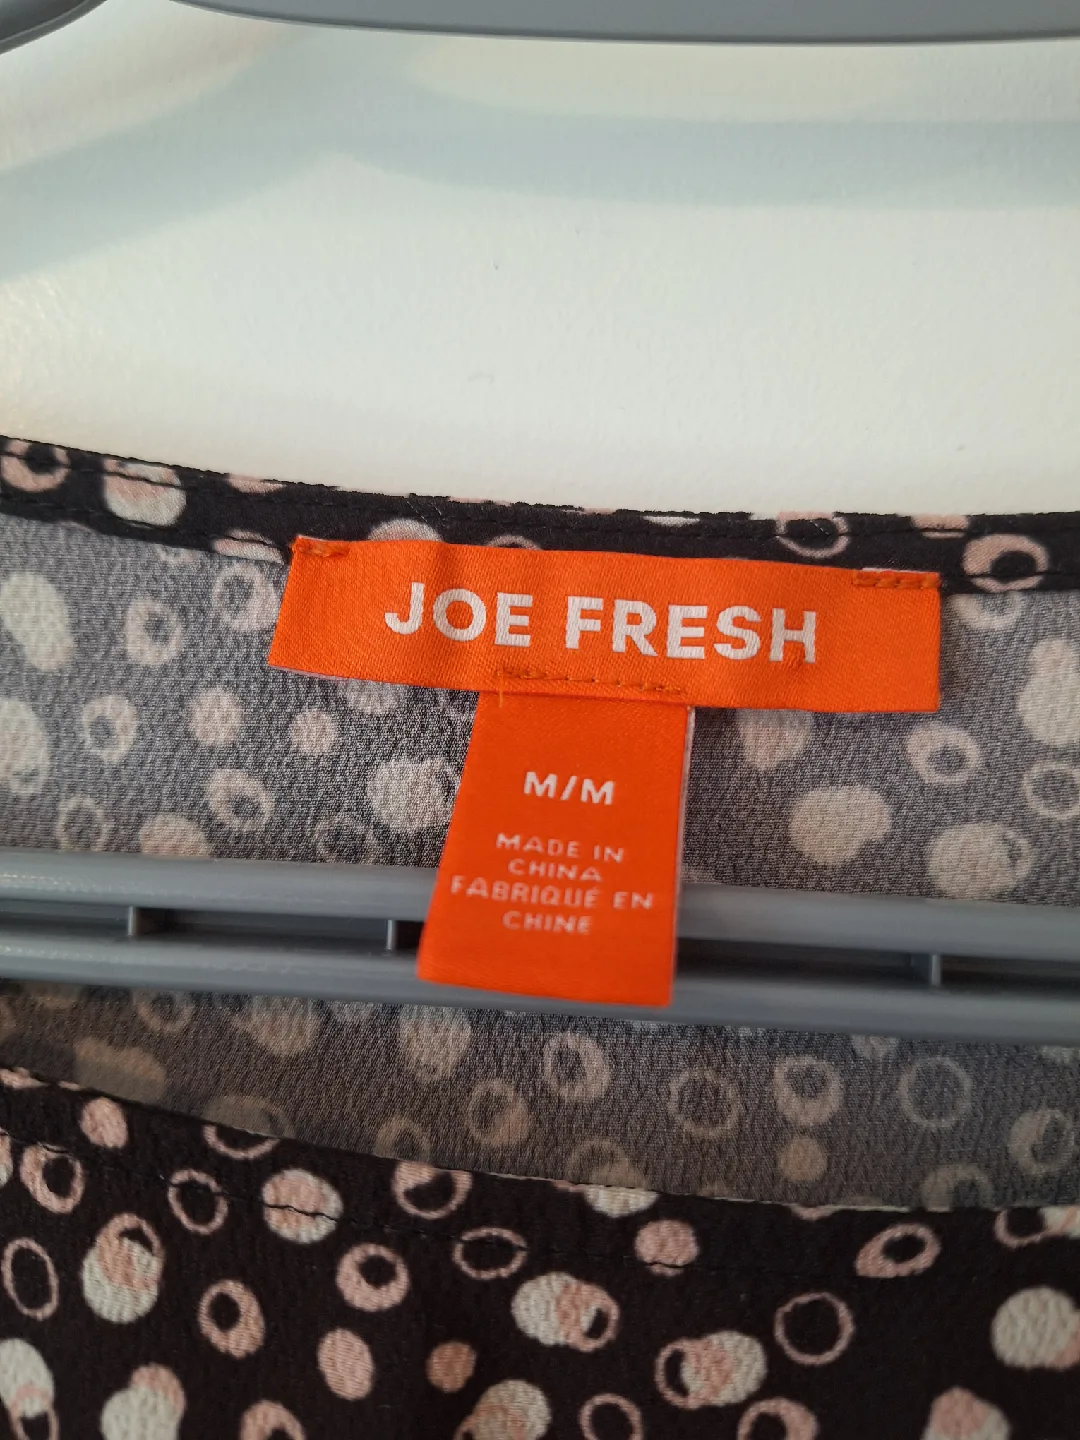 JOE FRESH
M/M
MADE IN
CHINA
FABRIQUÉ EN
CHINE